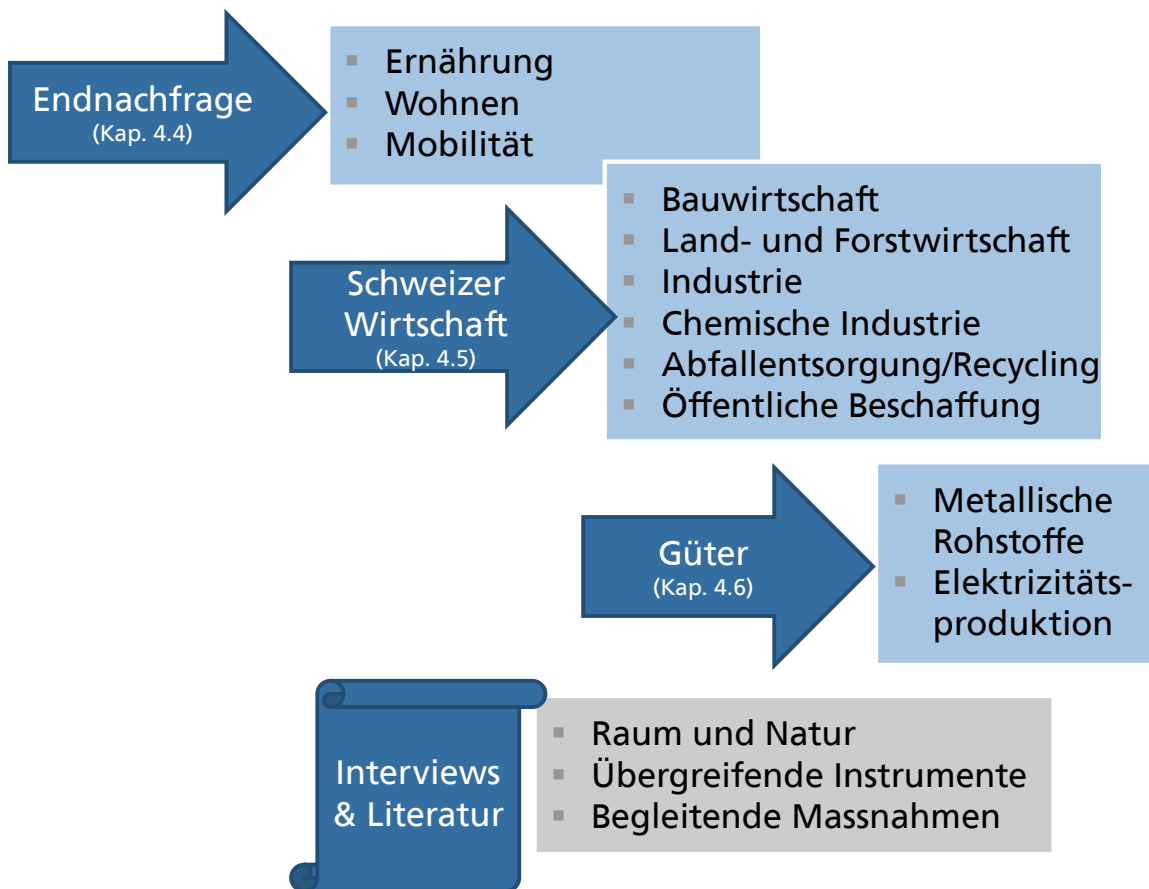 Endnachfrage
(Kap. 4.4)
Ernährung
Wohnen
Mobilität
Schweizer
Wirtschaft
(Kap. 4.5)
Bauwirtschaft
Land- und Forstwirtschaft
Industrie
Chemische Industrie
Abfallentsorgung/Recycling
Öffentliche Beschaffung
Güter
(Kap. 4.6)
Metallische
Rohstoffe
Elektrizitäts-
produktion
Interviews
& Literatur
Raum und Natur
Übergreifende Instrumente
Begleitende Massnahmen